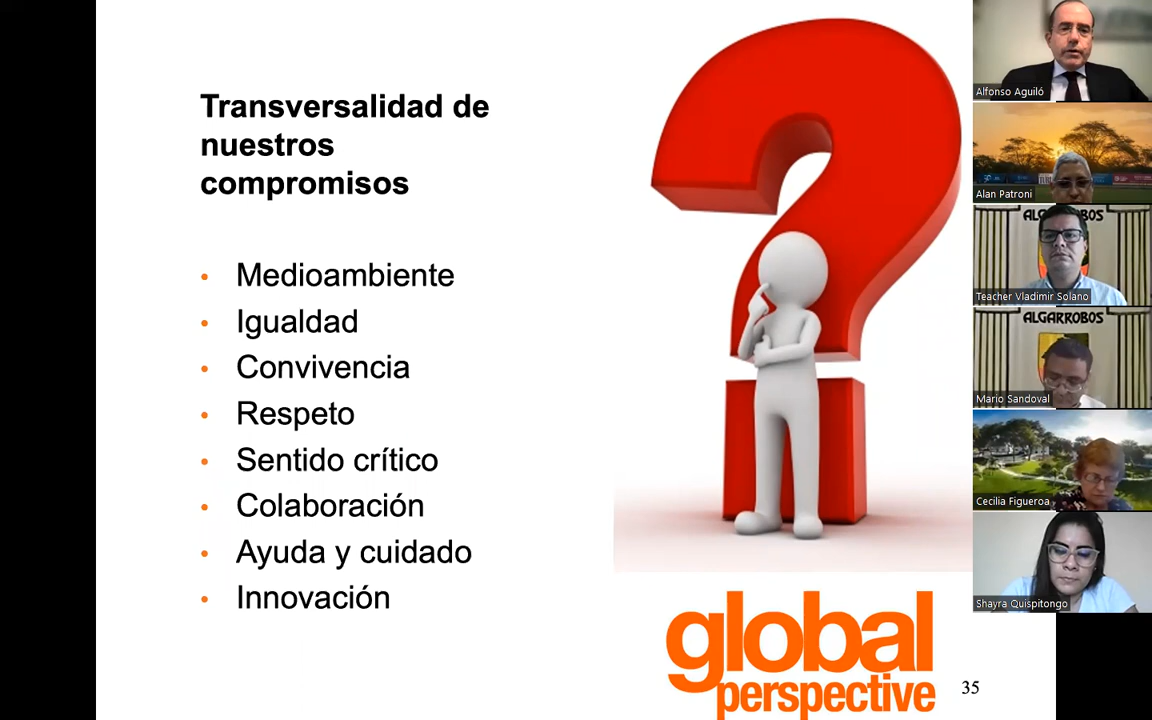 Transversalidad de
nuestros
compromisos
• Medioambiente
• Igualdad
• Convivencia
• Respeto
• Sentido crítico
• Colaboración
• Ayuda y cuidado
• Innovación
global
perspective
35
Alfonso Aguiló
Alan Patroni
ALGARROBOS
Teacher Vladimir Solano
ALGARROBOS
Mario Sandoval
Cecilia Figueroa
Shayra Quispitongo